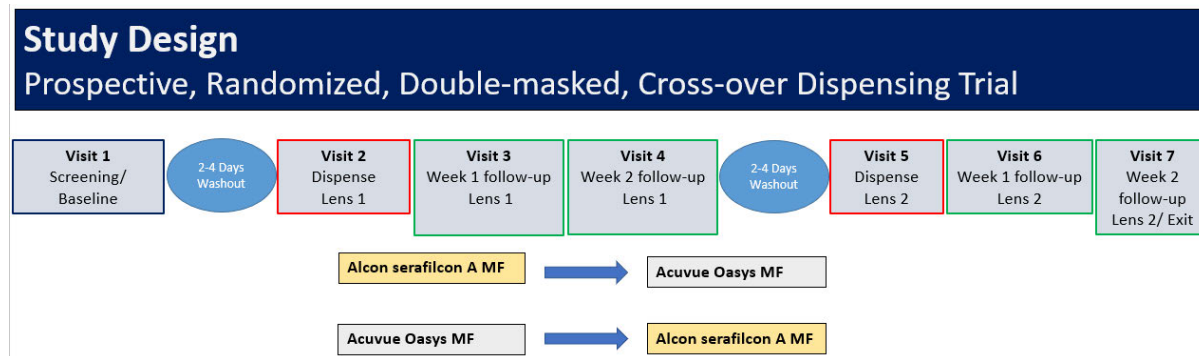 Study Design
Prospective, Randomized, Double-masked, Cross-over Dispensing Trial
Visit 1
Screening/
Baseline
2-4 Days
Washout
Visit 2
Dispense
Lens 1
Visit 3
Week 1 follow-up
Lens 1
Visit 4
Week 2 follow-up
Lens 1
2-4 Days
Washout
Visit 5
Dispense
Lens 2
Visit 6
Week 1 follow-up
Lens 2
Visit 7
Week 2
follow-up
Lens 2/ Exit
Alcon serafilcon A MF
Acuvue Oasys MF
Acuvue Oasys MF
Alcon serafilcon A MF